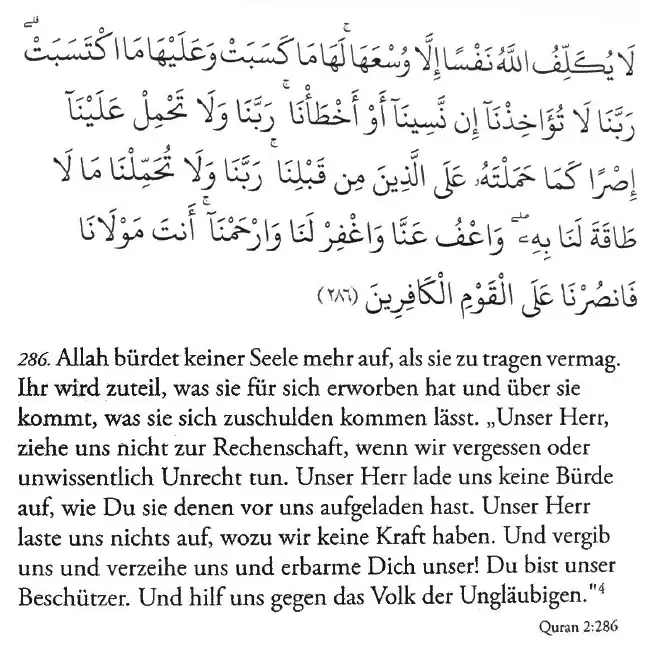 لَا يُكَلِّفُ اللَّهُ نَفْسًا إِلَّا وُسْعَهَا ۚ لَهَا مَا كَسَبَتْ وَعَلَيْهَا مَا اكْتَسَبَتْ ۗ
رَبَّنَا لَا تُؤَاخِذْنَآ إِن نَّسِينَآ أَوْ أَخْطَأْنَا ۚ رَبَّنَا وَلَا تَحْمِلْ عَلَيْنَآ
إِصْرًا كَمَا حَمَلْتَهُۥ عَلَى الَّذِينَ مِن قَبْلِنَا ۚ رَبَّنَا وَلَا تُحَمِّلْنَا مَا لَا
طَاقَةَ لَنَا بِهِۦ ۖ وَاعْفُ عَنَّا وَاغْفِرْ لَنَا وَارْحَمْنَآ ۚ أَنتَ مَوْلَانَا
فَانصُرْنَا عَلَى الْقَوْمِ الْكَافِرِينَ (٢٨٦)
286. Allah bürdet keiner Seele mehr auf, als sie zu tragen vermag.
Ihr wird zuteil, was sie für sich erworben hat und über sie
kommt, was sie sich zuschulden kommen lässt. „Unser Herr,
ziehe uns nicht zur Rechenschaft, wenn wir vergessen oder
unwissentlich Unrecht tun. Unser Herr lade uns keine Bürde
auf, wie Du sie denen vor uns aufgeladen hast. Unser Herr
laste uns nichts auf, wozu wir keine Kraft haben. Und vergib
uns und verzeihe uns und erbarme Dich unser! Du bist unser
Beschützer. Und hilf uns gegen das Volk der Ungläubigen."⁴
Quran 2:286